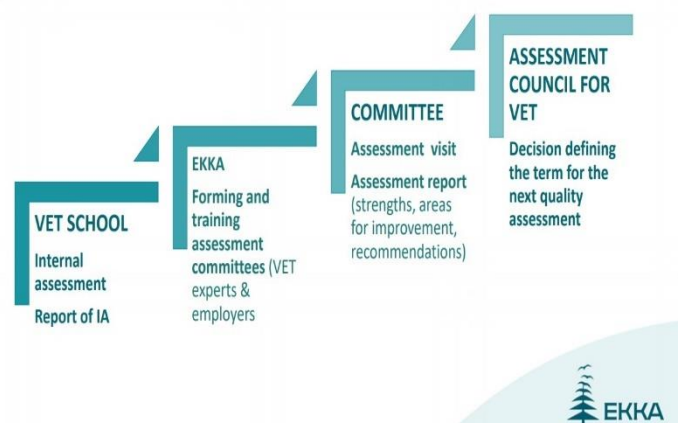 VET SCHOOL
Internal
assessment
Report of IA
EKKA
Forming and
training
assessment
committees (VET
experts &
employers
COMMITTEE
Assessment visit
Assessment report
(strengths, areas
for improvement,
recommendations)
ASSESSMENT
COUNCIL FOR
VET
Decision defining
the term for the
next quality
assessment
EKKA